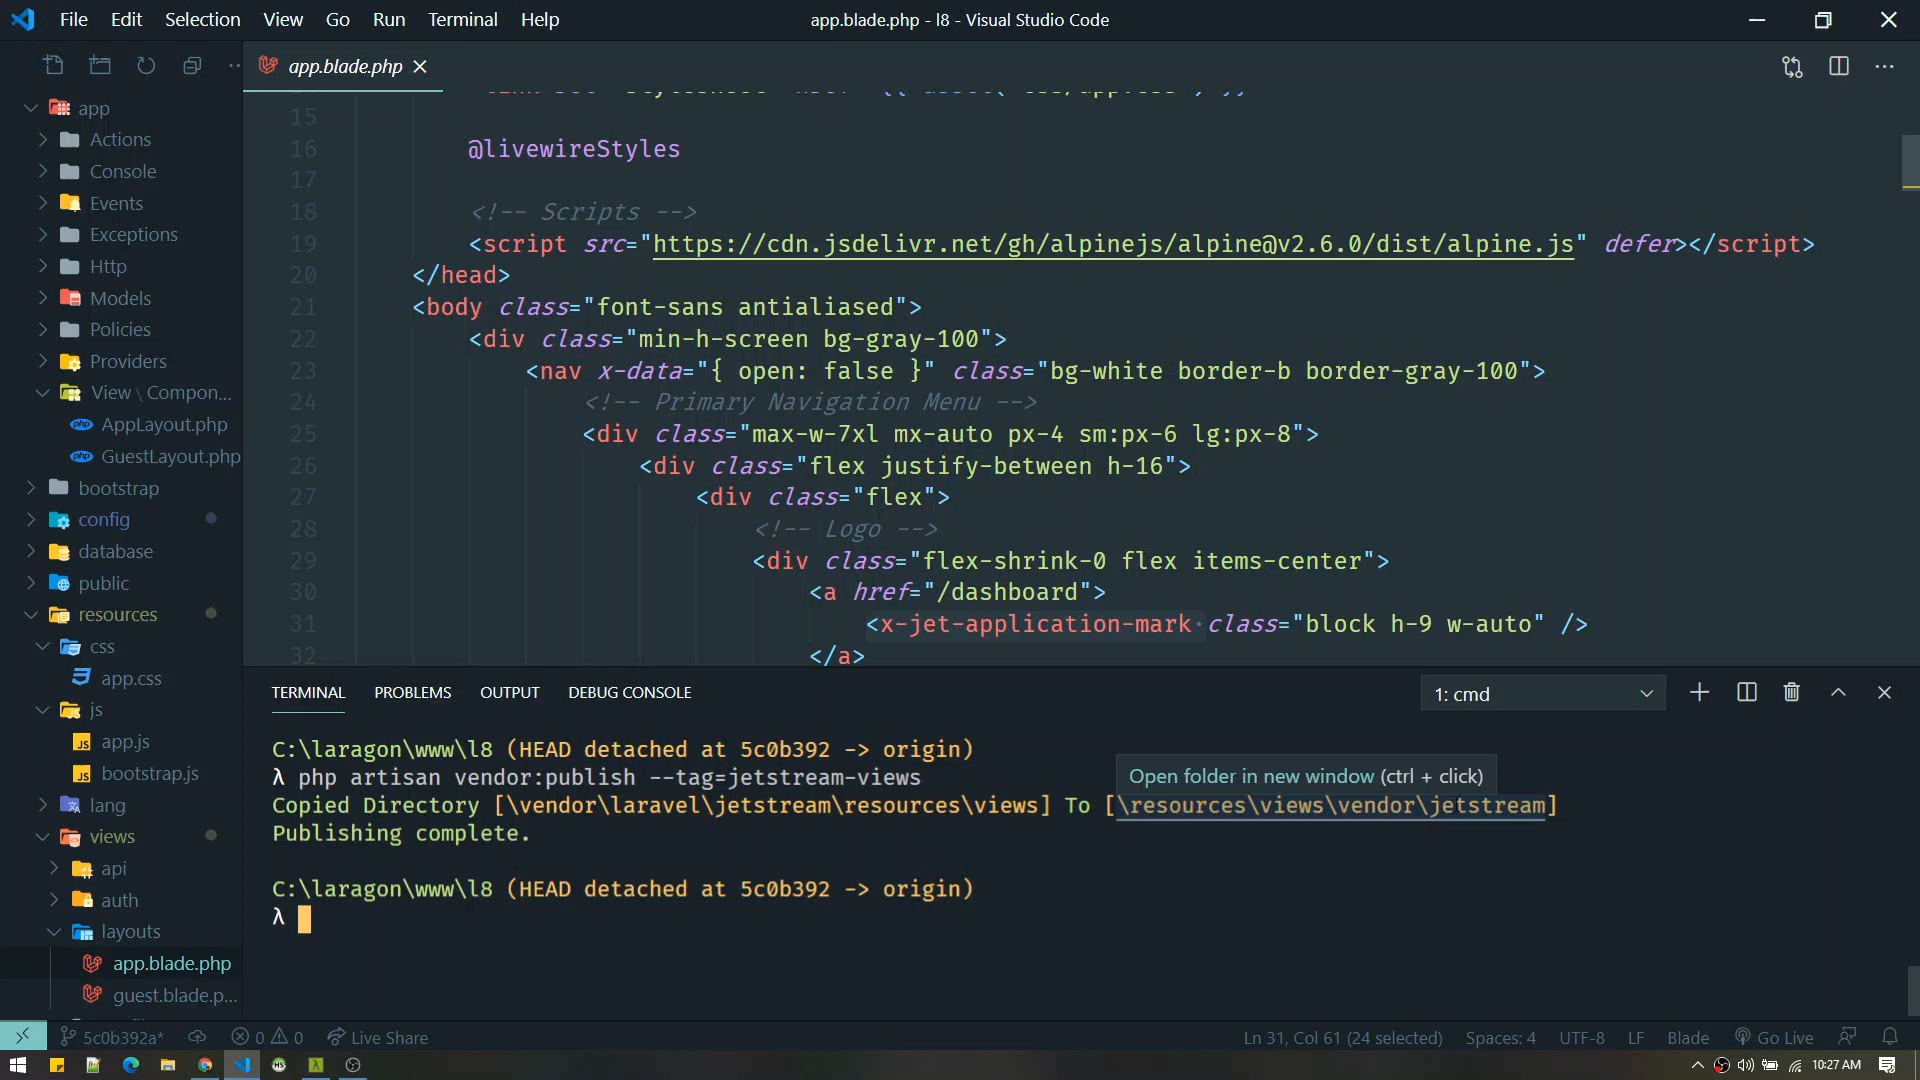 File Edit Selection View Go Run Terminal Help
app.blade.php - l8 - Visual Studio Code
app.blade.php
app
Actions
Console
Events
Exceptions
Http
Models
Policies
Providers
View \ Compon...
AppLayout.php
GuestLayout.php
bootstrap
config
database
public
resources
css
app.css
js
app.js
bootstrap.js
lang
views
api
auth
layouts
app.blade.php
guest.blade.p...
15
16 @livewireStyles
17
18 <!-- Scripts -->
19 <script src="https://cdn.jsdelivr.net/gh/alpinejs/alpine@v2.6.0/dist/alpine.js" defer></script>
20 </head>
21 <body class="font-sans antialiased">
22 <div class="min-h-screen bg-gray-100">
23 <nav x-data="{ open: false }" class="bg-white border-b border-gray-100">
24 <!-- Primary Navigation Menu -->
25 <div class="max-w-7xl mx-auto px-4 sm:px-6 lg:px-8">
26 <div class="flex justify-between h-16">
27 <div class="flex">
28 <!-- Logo -->
29 <div class="flex-shrink-0 flex items-center">
30 <a href="/dashboard">
31 <x-jet-application-mark class="block h-9 w-auto" />
32 </a>
TERMINAL PROBLEMS OUTPUT DEBUG CONSOLE
1: cmd
C:\laragon\www\l8 (HEAD detached at 5c0b392 -> origin)
λ php artisan vendor:publish --tag=jetstream-views
Open folder in new window (ctrl + click)
Copied Directory [\vendor\laravel\jetstream\resources\views] To [\resources\views\vendor\jetstream]
Publishing complete.
C:\laragon\www\l8 (HEAD detached at 5c0b392 -> origin)
λ
5c0b392a* 0 0 Live Share
Ln 31, Col 61 (24 selected) Spaces: 4 UTF-8 LF Blade Go Live
10:27 AM